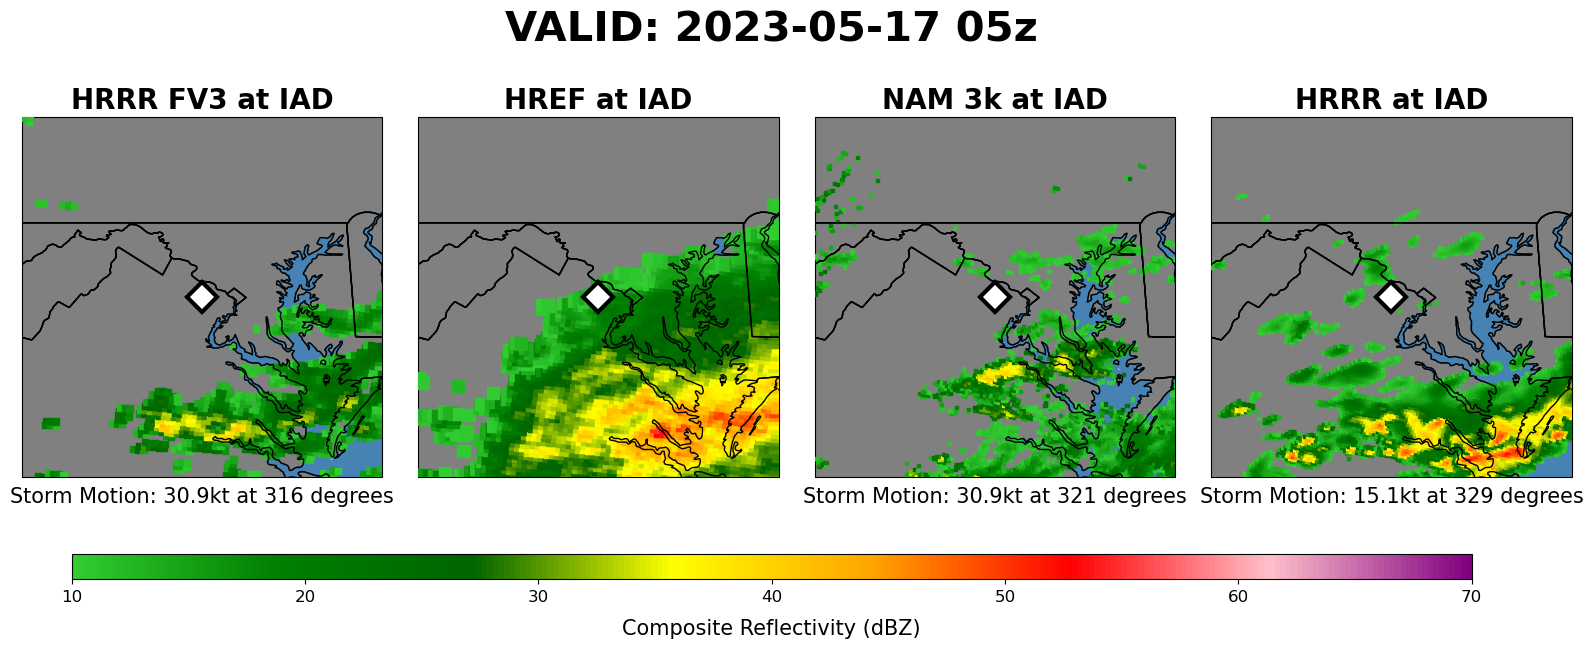 VALID: 2023-05-17 05z
HRRR FV3 at IAD
HREF at IAD
NAM 3k at IAD
HRRR at IAD
Storm Motion: 30.9kt at 316 degrees
Storm Motion: 30.9kt at 321 degrees
Storm Motion: 15.1kt at 329 degrees
10 20 30 40 50 60 70
Composite Reflectivity (dBZ)